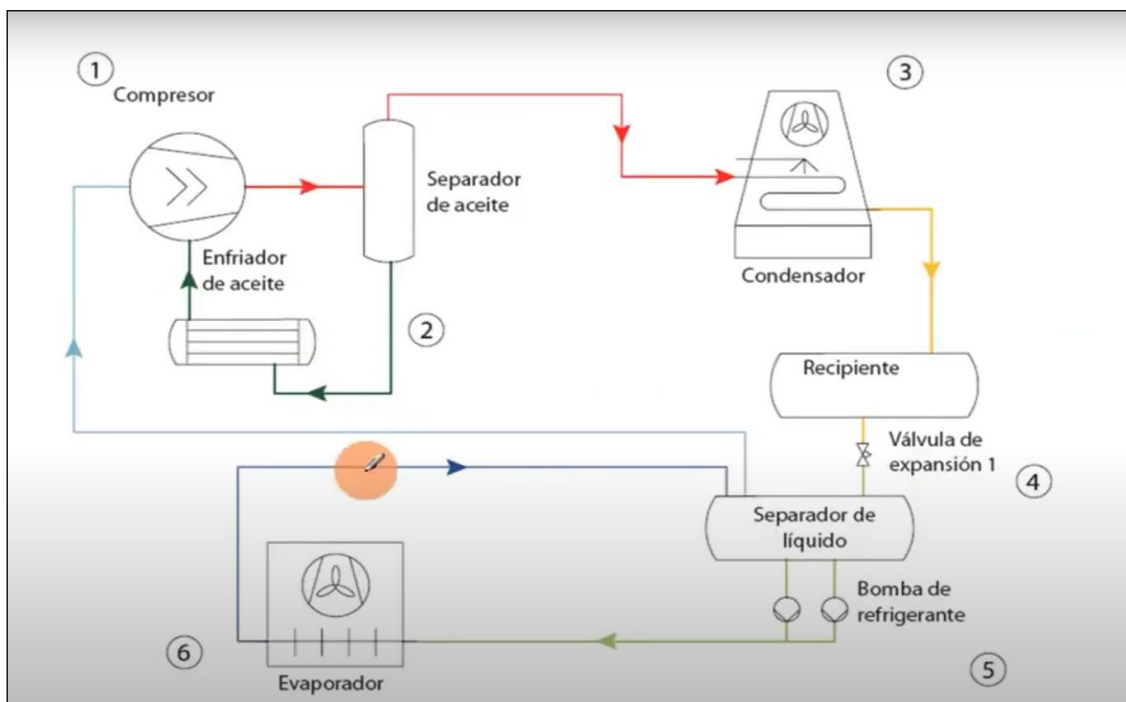 1
Compresor
3
Separador
de aceite
Enfriador
de aceite
Condensador
2
Recipiente
Válvula de
expansión 1
4
Separador de
líquido
Bomba de
refrigerante
6
Evaporador
5